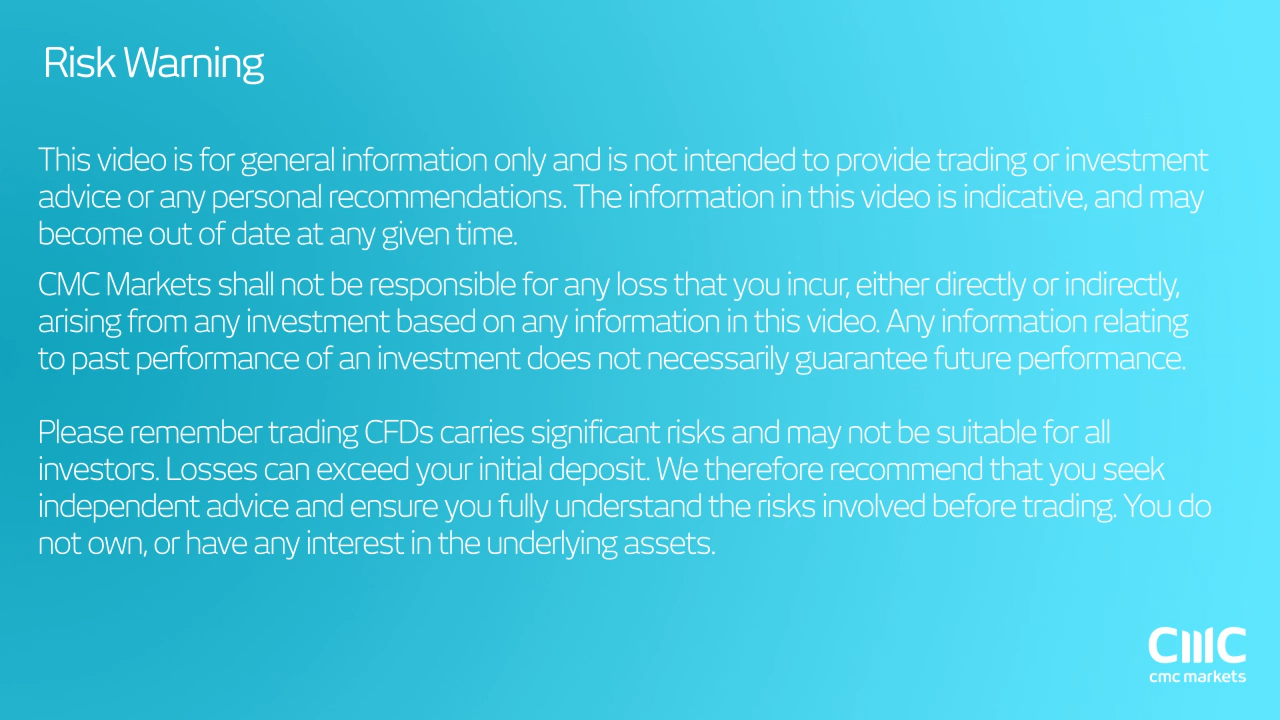 Risk Warning
This video is for general information only and is not intended to provide trading or investment
advice or any personal recommendations. The information in this video is indicative, and may
become out of date at any given time.
CMC Markets shall not be responsible for any loss that you incur, either directly or indirectly,
arising from any investment based on any information in this video. Any information relating
to past performance of an investment does not necessarily guarantee future performance.
Please remember trading CFDs carries significant risks and may not be suitable for all
investors. Losses can exceed your initial deposit. We therefore recommend that you seek
independent advice and ensure you fully understand the risks involved before trading. You do
not own, or have any interest in the underlying assets.
CMC
cmc markets